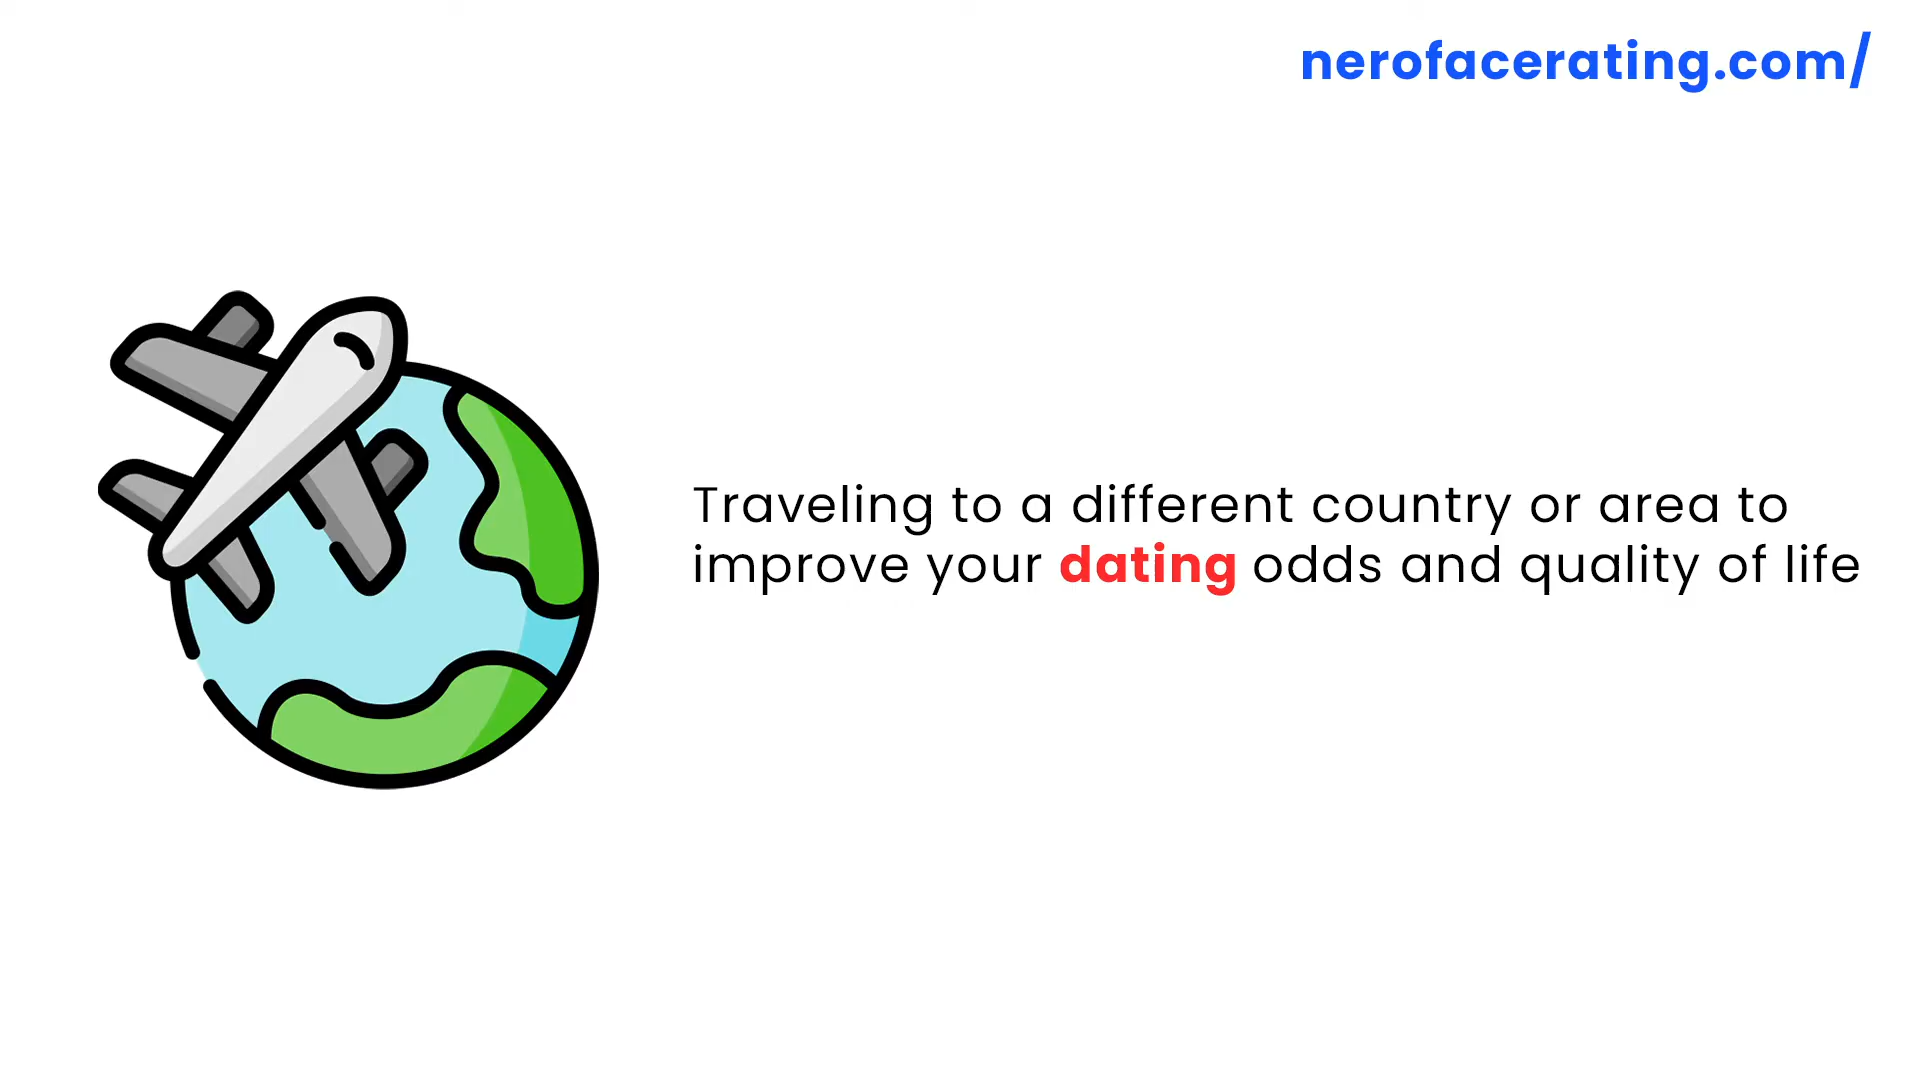 nerofacerating.com/
Traveling to a different country or area to
improve your dating odds and quality of life